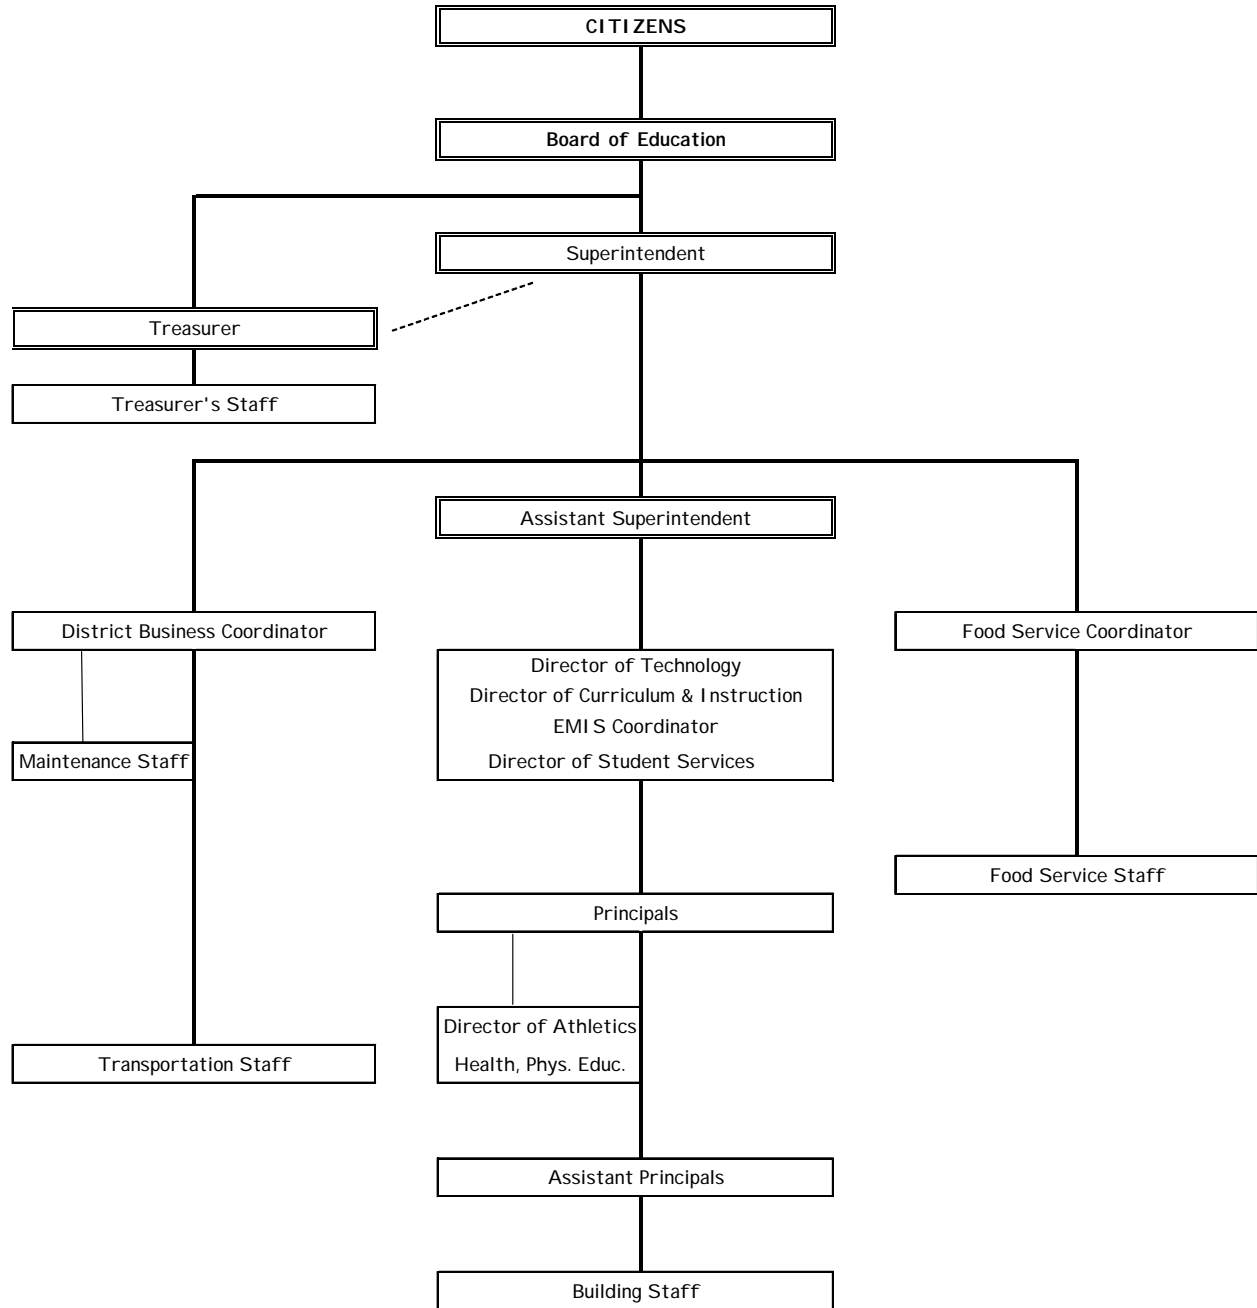 CITIZENS
Board of Education
Superintendent
Treasurer
Treasurer's Staff
Assistant Superintendent
District Business Coordinator
Food Service Coordinator
Director of Technology
Director of Curriculum & Instruction
EMIS Coordinator
Director of Student Services
Maintenance Staff
Food Service Staff
Principals
Director of Athletics
Health, Phys. Educ.
Transportation Staff
Assistant Principals
Building Staff